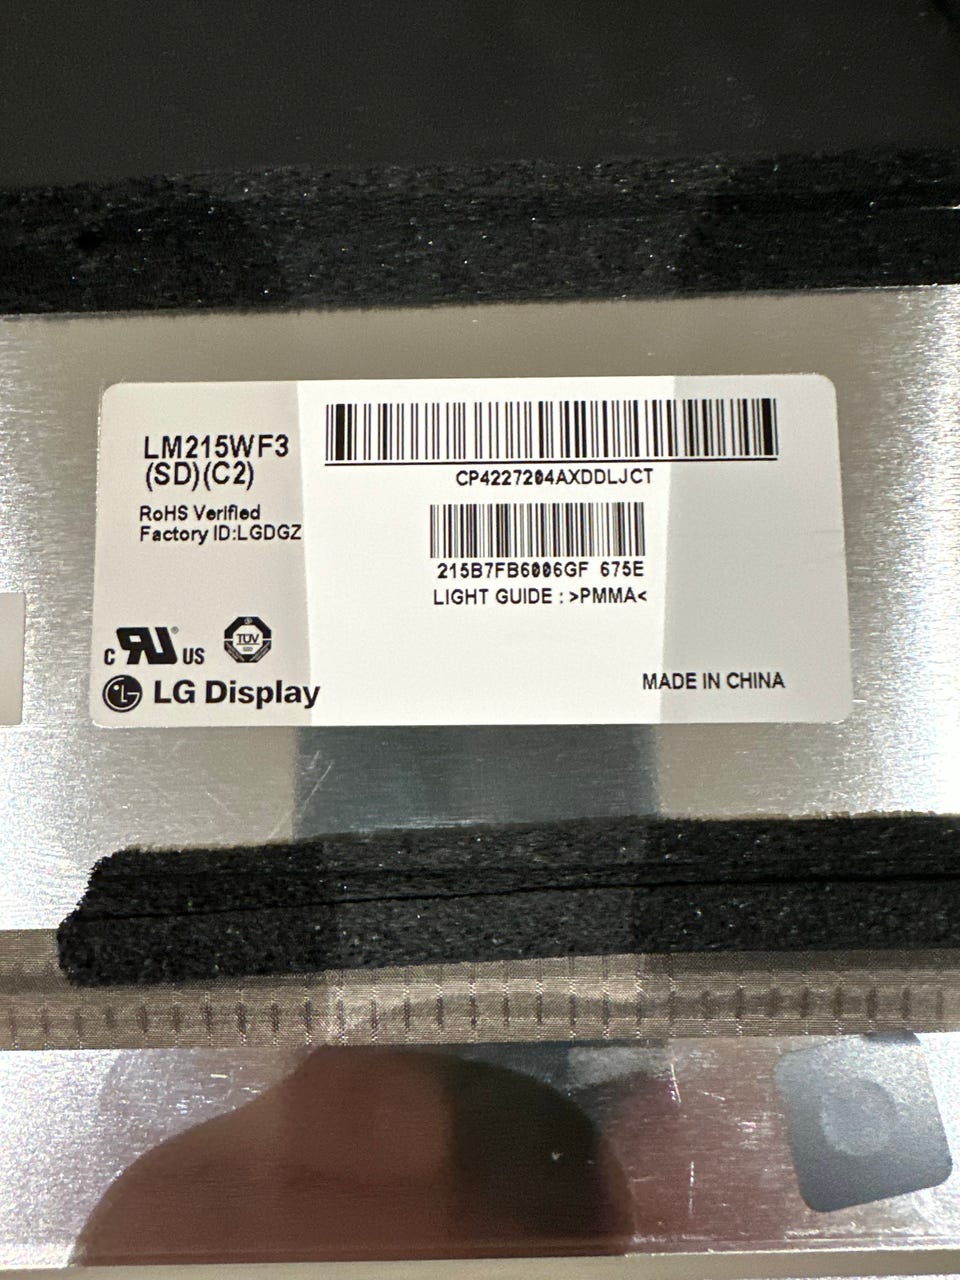 LM215WF3
(SD)(C2)
RoHS Verified
Factory ID:LGDGZ
CP4227204AXDDLJCT
215B7FB6006GF 675E
LIGHT GUIDE : >PMMA<
C RU ® US
TÜV
LG Display
MADE IN CHINA